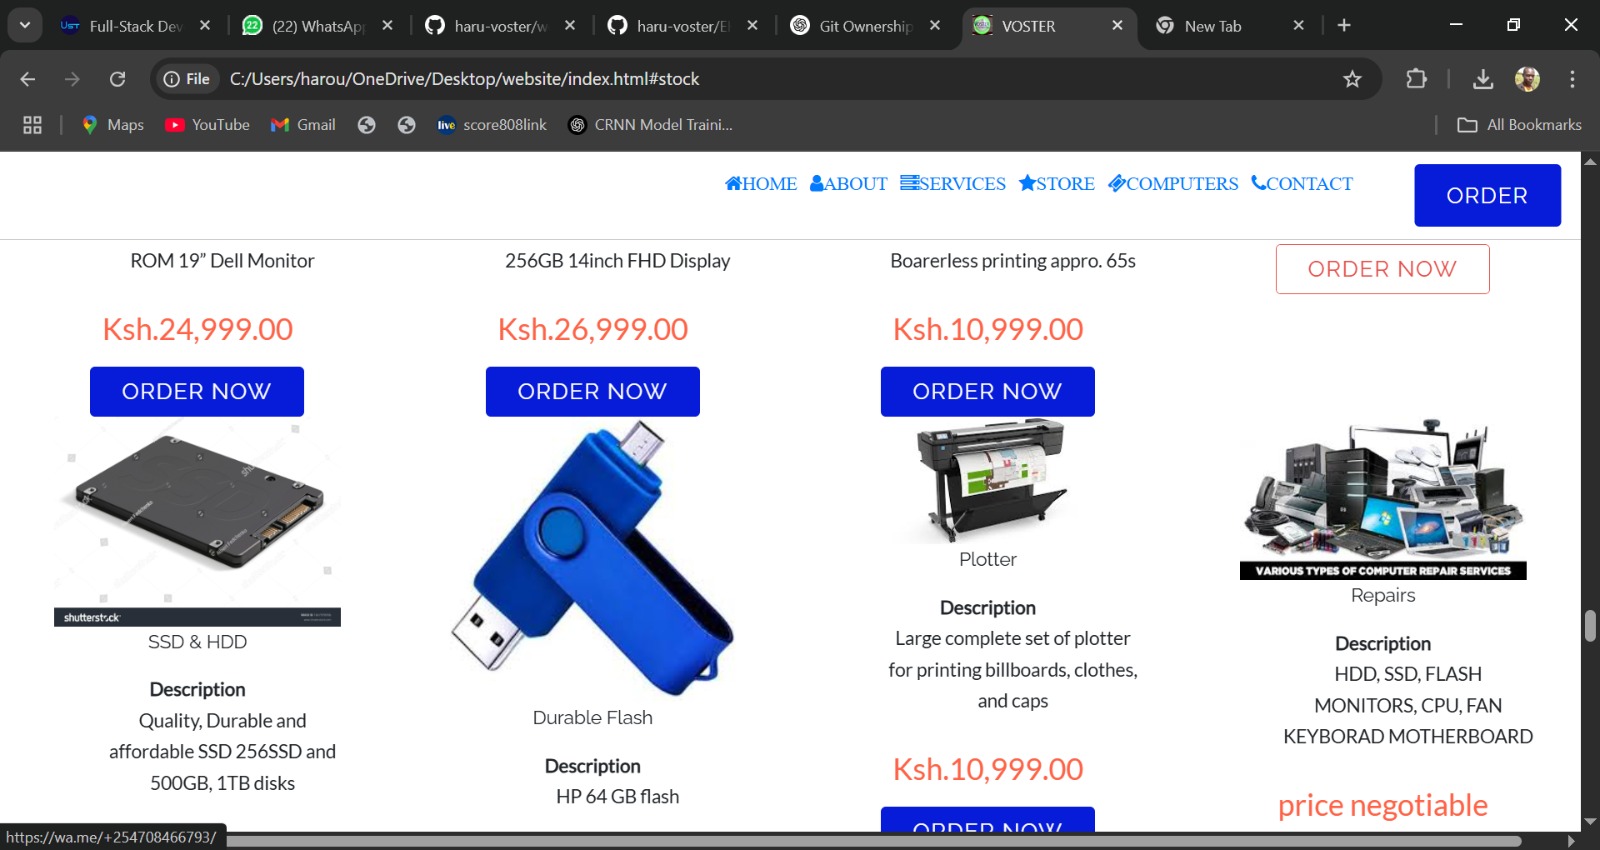 Full-Stack Dev
(22) WhatsApp
haru-voster/w
haru-voster/E
Git Ownership
VOSTER
New Tab
File
C:/Users/harou/OneDrive/Desktop/website/index.html#stock
Maps
YouTube
Gmail
live
score808link
CRNN Model Traini...
All Bookmarks
HOME
ABOUT
SERVICES
STORE
COMPUTERS
CONTACT
ORDER
ROM 19” Dell Monitor
Ksh.24,999.00
ORDER NOW
256GB 14inch FHD Display
Ksh.26,999.00
ORDER NOW
Boarerless printing appro. 65s
Ksh.10,999.00
ORDER NOW
ORDER NOW
shutterstock
SSD & HDD
Description
Quality, Durable and
affordable SSD 256SSD and
500GB, 1TB disks
Durable Flash
Description
HP 64 GB flash
Plotter
Description
Large complete set of plotter
for printing billboards, clothes,
and caps
Ksh.10,999.00
ORDER NOW
VARIOUS TYPES OF COMPUTER REPAIR SERVICES
Repairs
Description
HDD, SSD, FLASH
MONITORS, CPU, FAN
KEYBORAD MOTHERBOARD
price negotiable
https://wa.me/+254708466793/